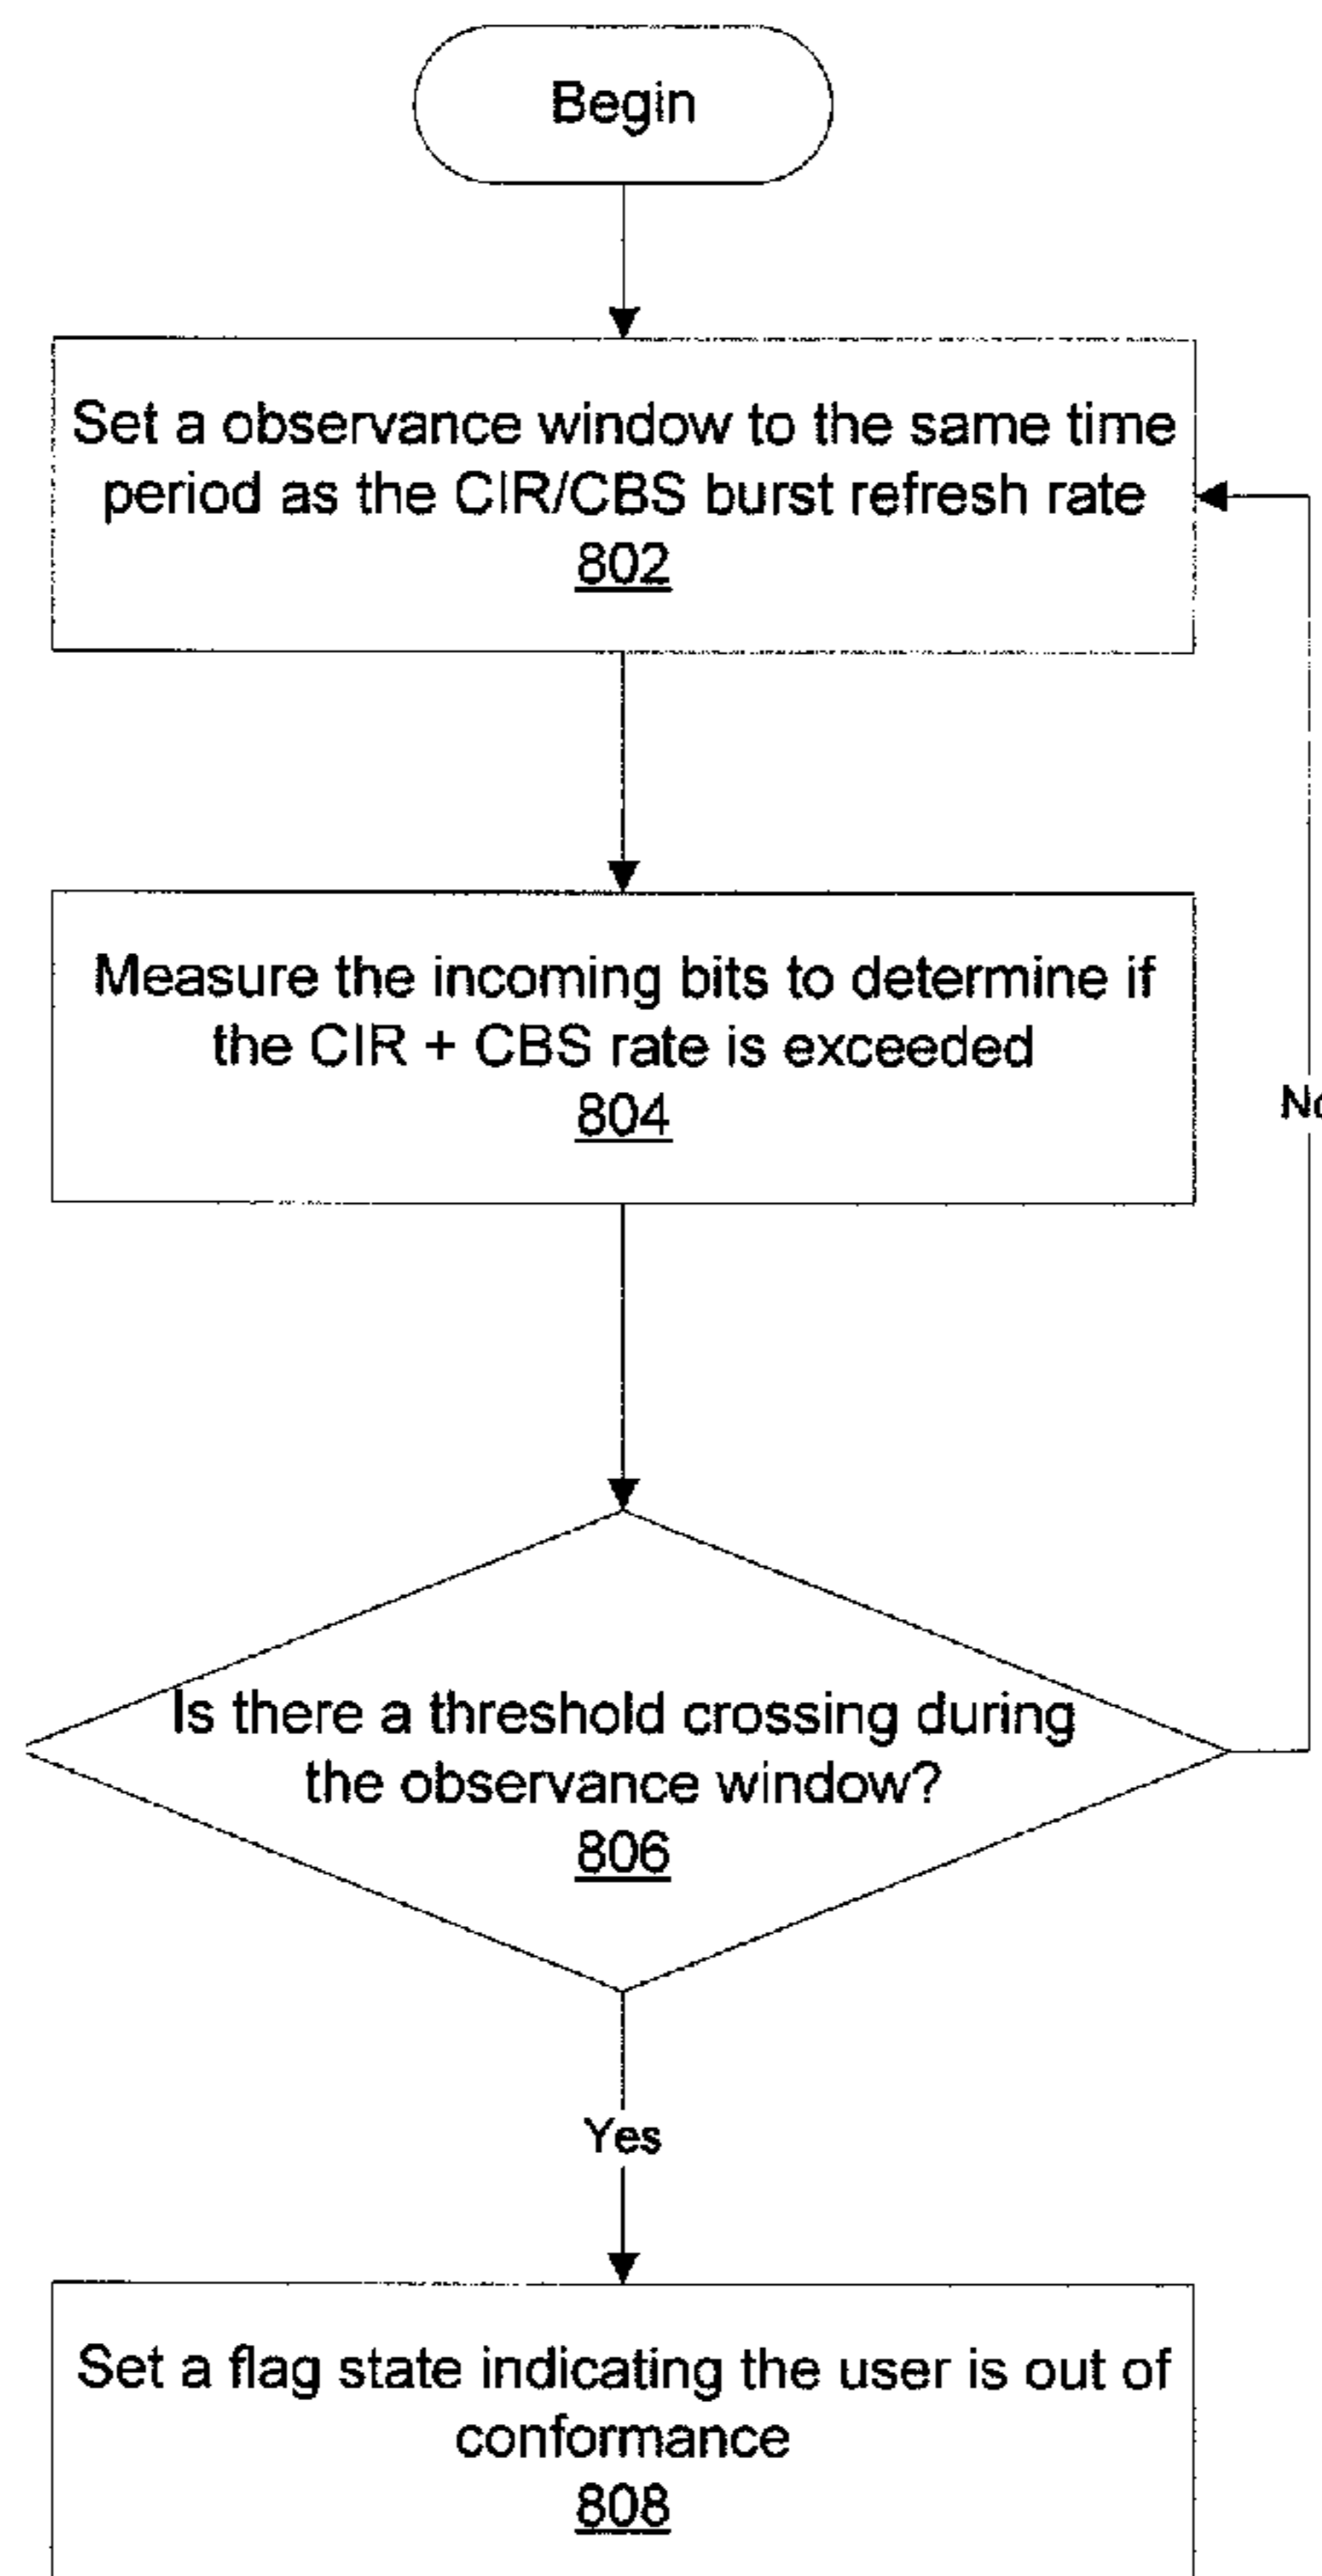 Begin
Set a observance window to the same time
period as the CIR/CBS burst refresh rate
802
Measure the incoming bits to determine if
the CIR + CBS rate is exceeded
804
No
Is there a threshold crossing during
the observance window?
806
Yes
Set a flag state indicating the user is out of
conformance
808